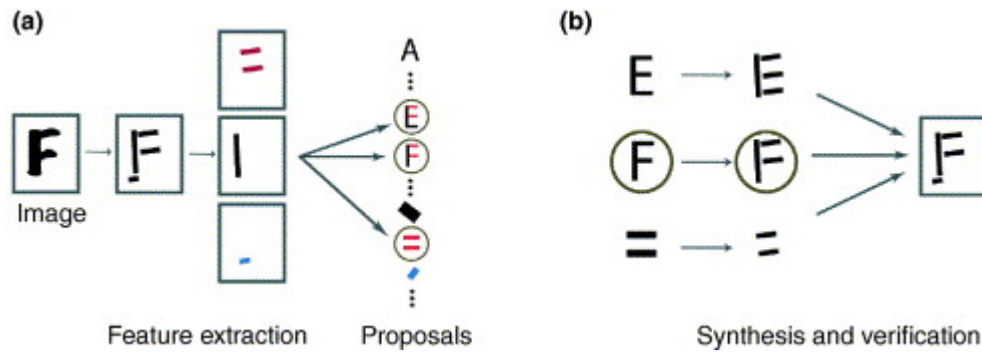 (a)
A
E
F
F
F
=
Image
Feature extraction
Proposals
(b)
E
E
F
F
F
=
=
Synthesis and verification